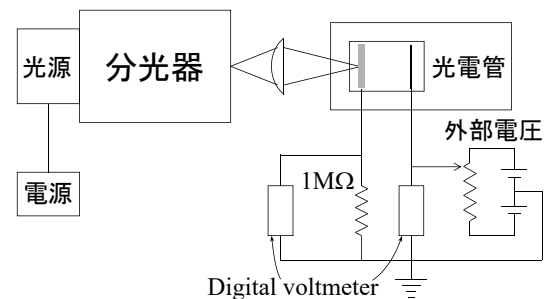 光源
分光器
光電管
外部電圧
電源
1MΩ
Digital voltmeter